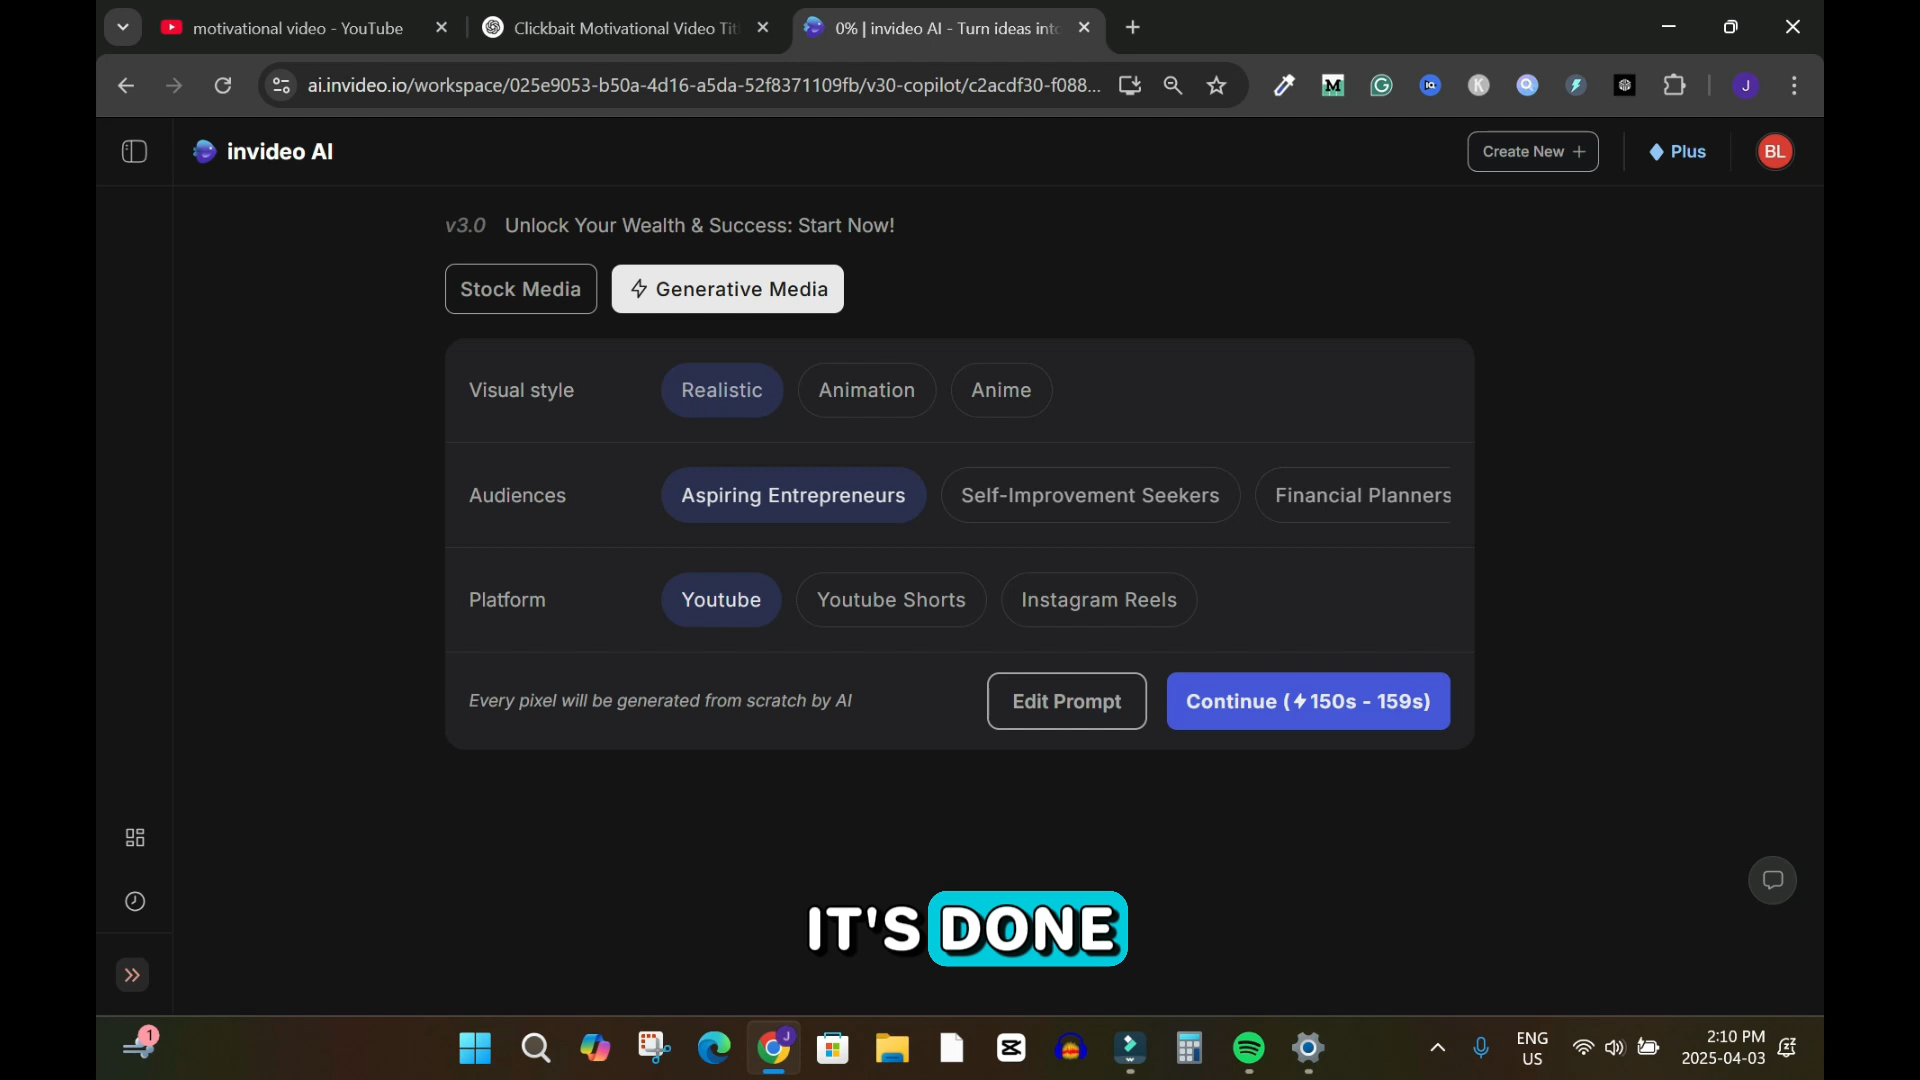 motivational video - YouTube
Clickbait Motivational Video Tit
0% | invideo AI - Turn ideas into
ai.invideo.io/workspace/025e9053-b50a-4d16-a5da-52f8371109fb/v30-copilot/c2acdf30-f088...
M
IQ
K
J
invideo AI
Create New +
Plus
BL
v3.0 Unlock Your Wealth & Success: Start Now!
Stock Media
Generative Media
Visual style
Realistic
Animation
Anime
Audiences
Aspiring Entrepreneurs
Self-Improvement Seekers
Financial Planners
Platform
Youtube
Youtube Shorts
Instagram Reels
Every pixel will be generated from scratch by AI
Edit Prompt
Continue (⚡150s - 159s)
IT'S DONE
1
J
ENG
US
2:10 PM
2025-04-03